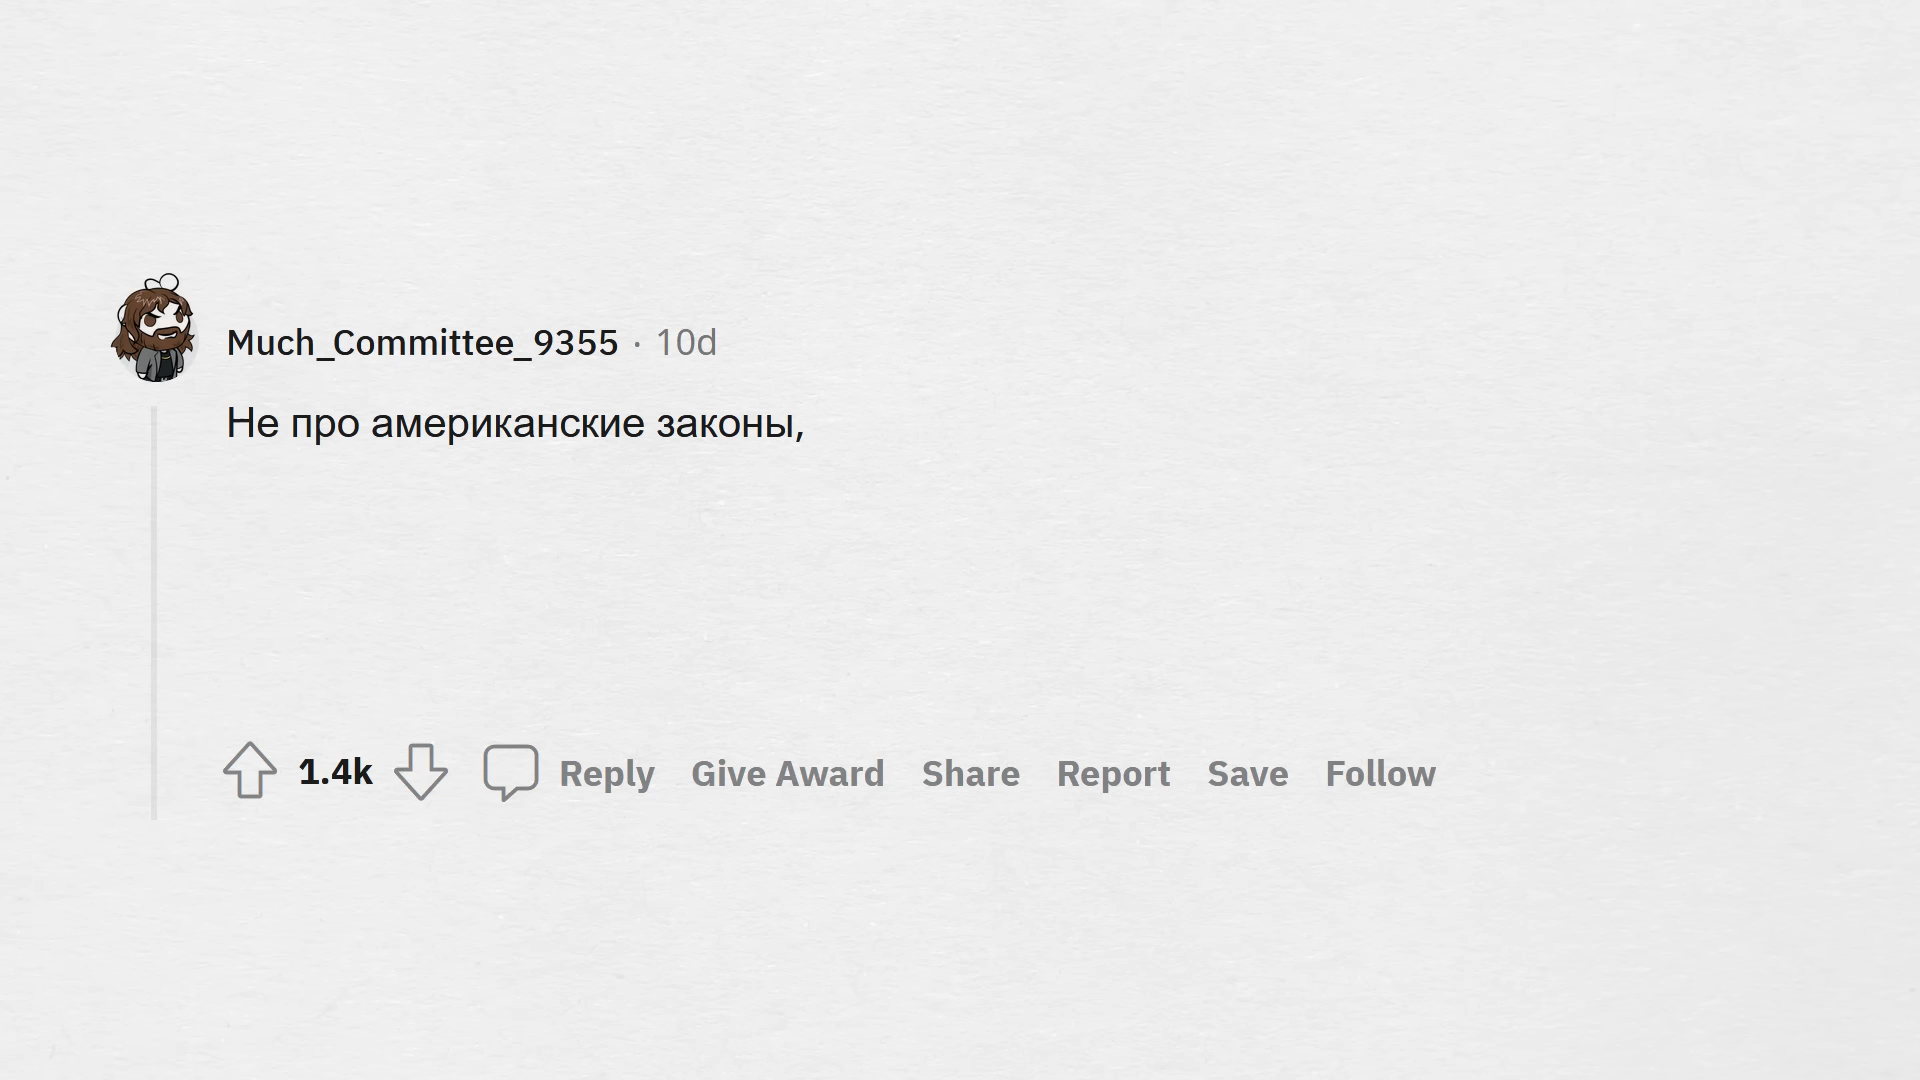 Much_Committee_9355 · 10d
Не про американские законы,
1.4k Reply Give Award Share Report Save Follow